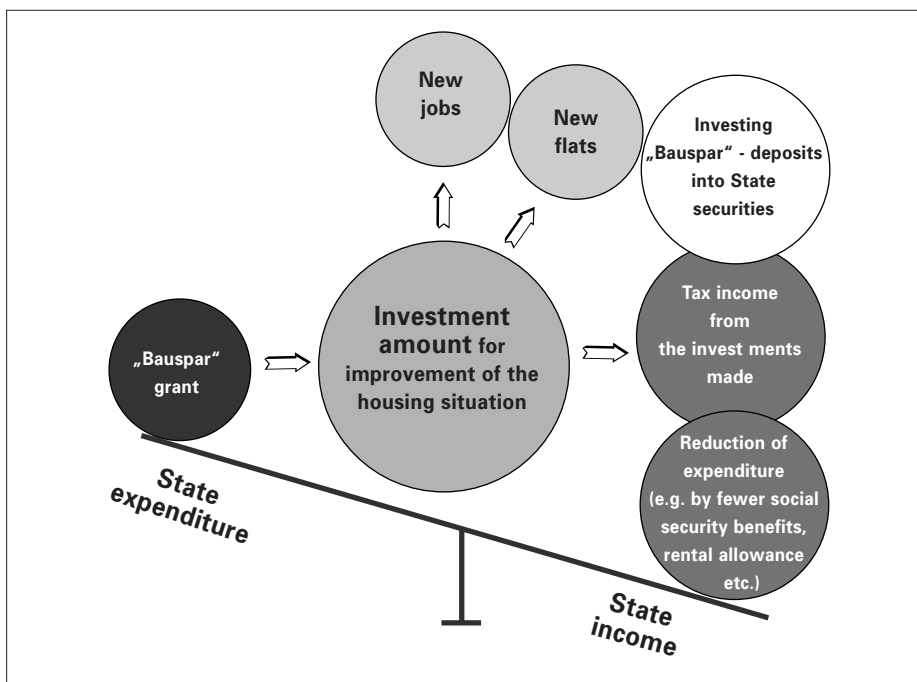 New
jobs
New
flats
Investing
„Bauspar“ - deposits
into State
securities
Investment
amount for
improvement of the
housing situation
Tax income
from
the invest ments
made
„Bauspar“
grant
Reduction of
expenditure
(e.g. by fewer social
security benefits,
rental allowance
etc.)
State
expenditure
State
income